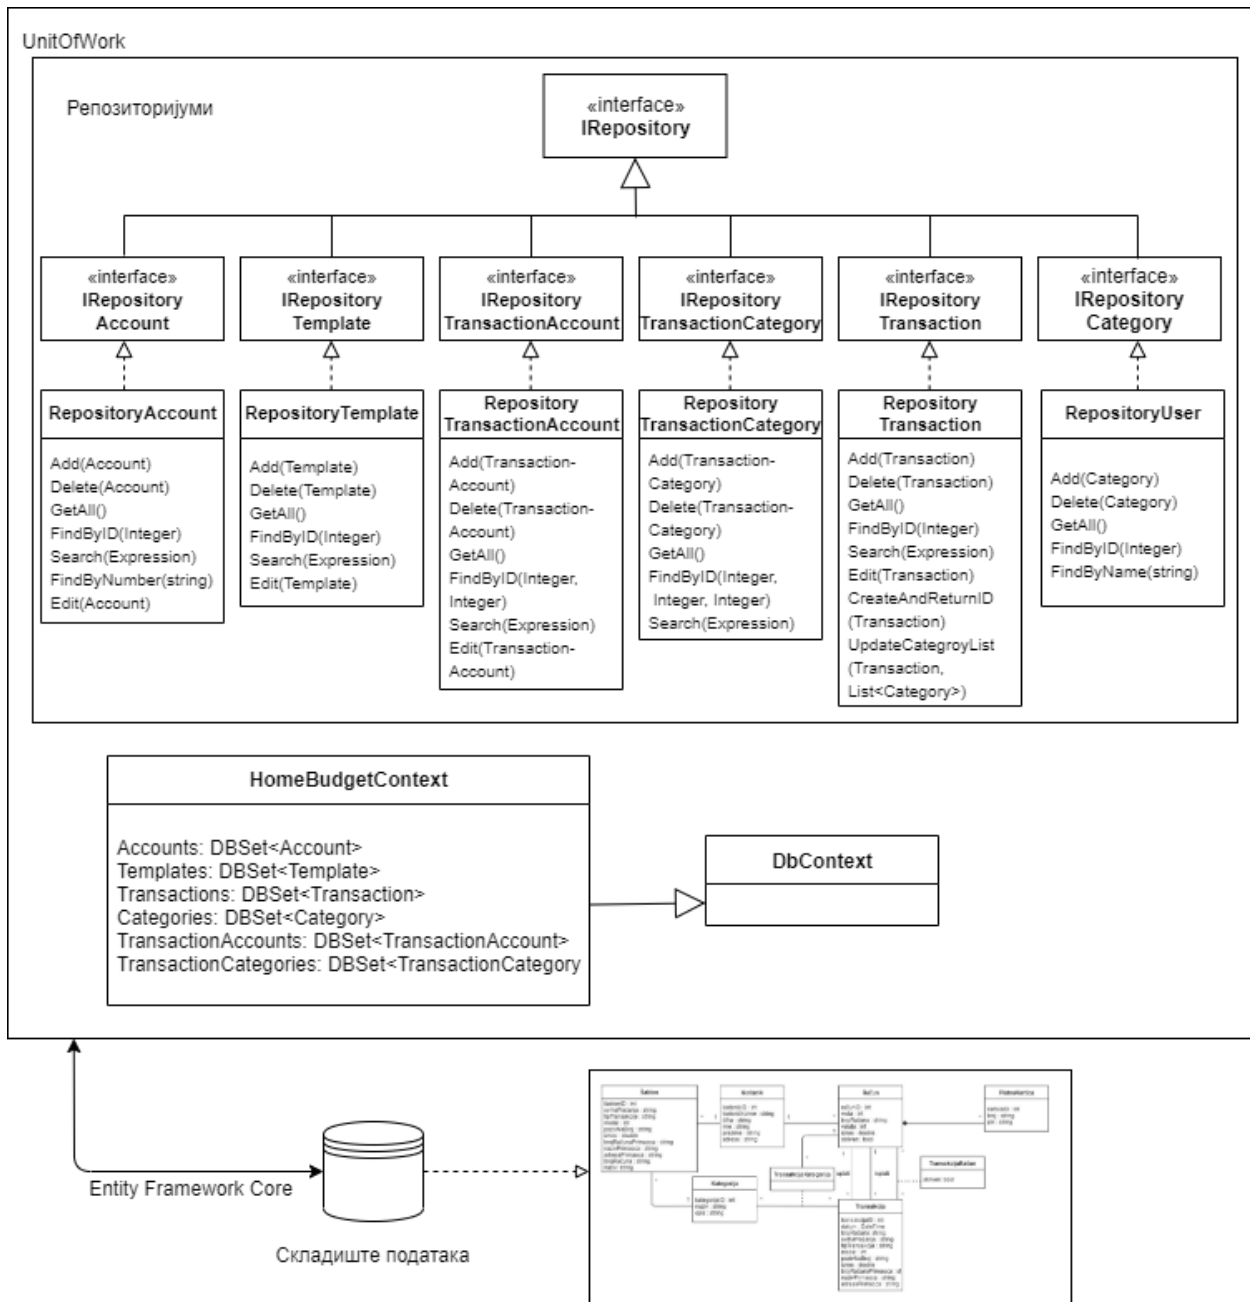 UnitOfWork
Репозиторијуми
«interface»
IRepository
«interface»
IRepository
Account
«interface»
IRepository
Template
«interface»
IRepository
TransactionAccount
«interface»
IRepository
TransactionCategory
«interface»
IRepository
Transaction
«interface»
IRepository
Category
RepositoryAccount
Add(Account)
Delete(Account)
GetAll()
FindByID(Integer)
Search(Expression)
FindByNumber(string)
Edit(Account)
RepositoryTemplate
Add(Template)
Delete(Template)
GetAll()
FindByID(Integer)
Search(Expression)
Edit(Template)
Repository
TransactionAccount
Add(Transaction-
Account)
Delete(Transaction-
Account)
GetAll()
FindByID(Integer,
Integer)
Search(Expression)
Edit(Transaction-
Account)
Repository
TransactionCategory
Add(Transaction-
Category)
Delete(Transaction-
Category)
GetAll()
FindByID(Integer,
Integer, Integer)
Search(Expression)
Repository
Transaction
Add(Transaction)
Delete(Transaction)
GetAll()
FindByID(Integer)
Search(Expression)
Edit(Transaction)
CreateAndReturnID
(Transaction)
UpdateCategroyList
(Transaction,
List<Category>)
RepositoryUser
Add(Category)
Delete(Category)
GetAll()
FindByID(Integer)
FindByName(string)
HomeBudgetContext
Accounts: DBSet<Account>
Templates: DBSet<Template>
Transactions: DBSet<Transaction>
Categories: DBSet<Category>
TransactionAccounts: DBSet<TransactionAccount>
TransactionCategories: DBSet<TransactionCategory
DbContext
Entity Framework Core
Складиште података
Kategorija
Transakcija